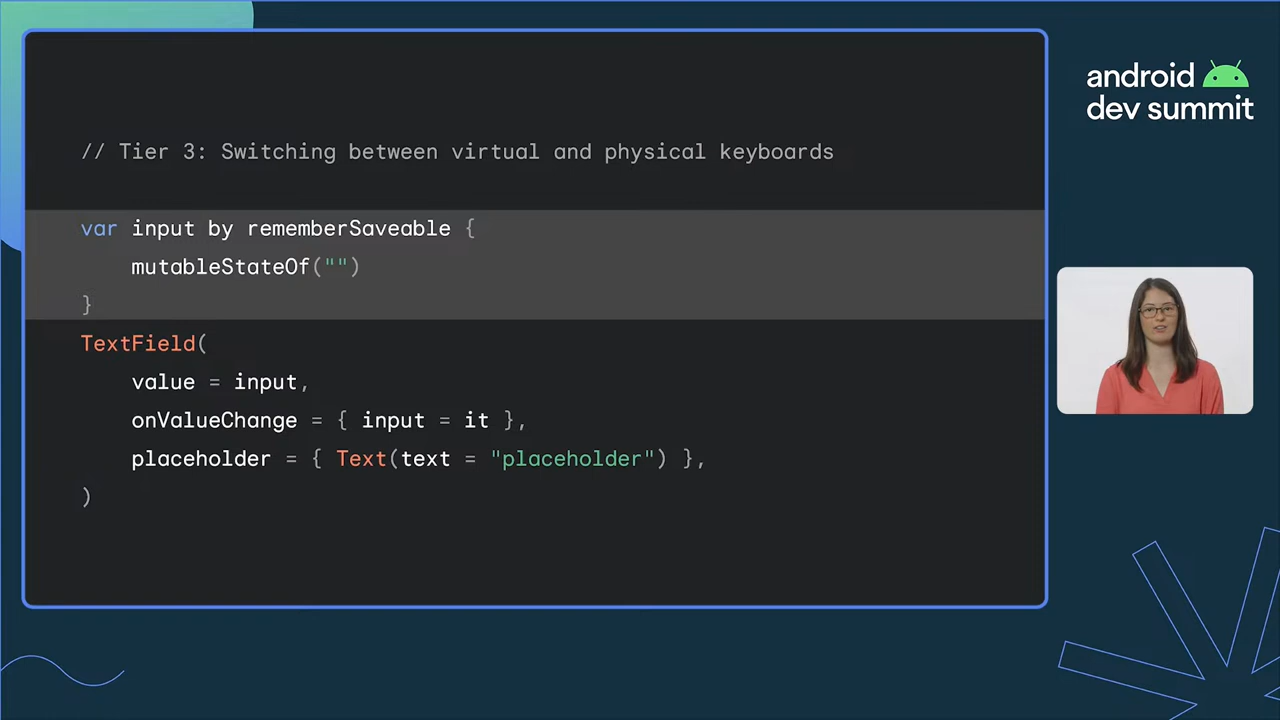 // Tier 3: Switching between virtual and physical keyboards
var input by rememberSaveable {
mutableStateOf("")
}
TextField(
value = input,
onValueChange = { input = it },
placeholder = { Text(text = "placeholder") },
)
android
dev summit